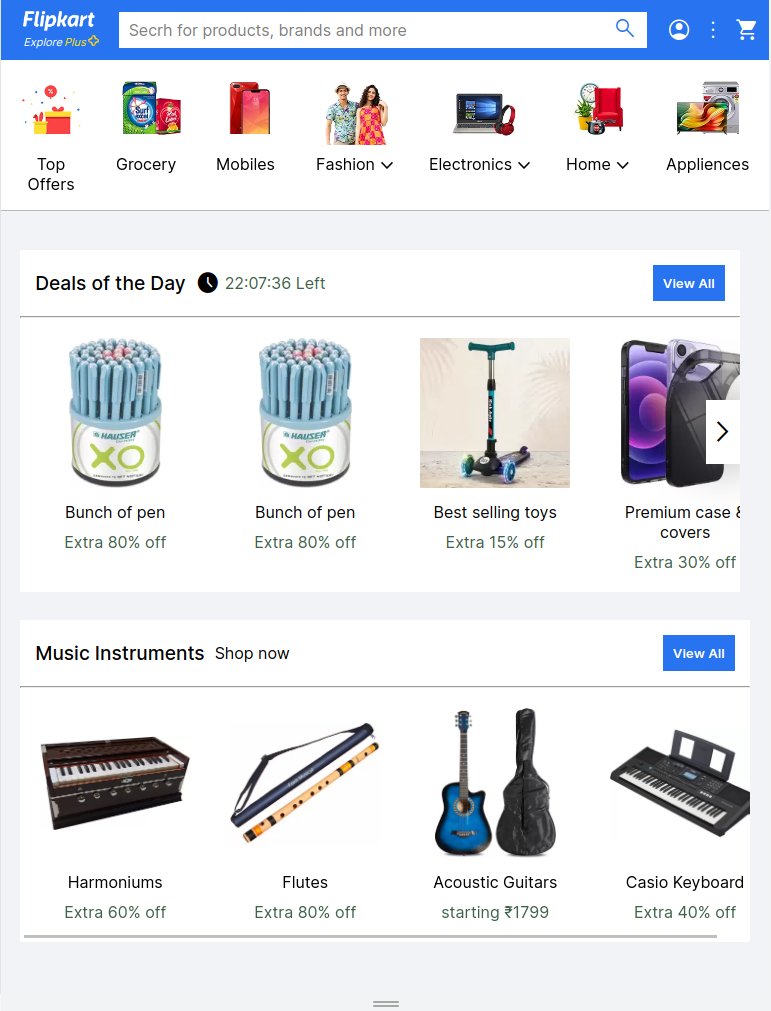 Flipkart
Explore Plus
Secrh for products, brands and more
Top
Offers
Grocery
Mobiles
Fashion
Electronics
Home
Appliences
Deals of the Day
22:07:36 Left
View All
HAUSER
XO
HAUSER
XO
Bunch of pen
Extra 80% off
Bunch of pen
Extra 80% off
Best selling toys
Extra 15% off
Premium case &
covers
Extra 30% off
Music Instruments
Shop now
View All
Harmoniums
Extra 60% off
Flutes
Extra 80% off
Acoustic Guitars
starting ₹1799
Casio Keyboard
Extra 40% off